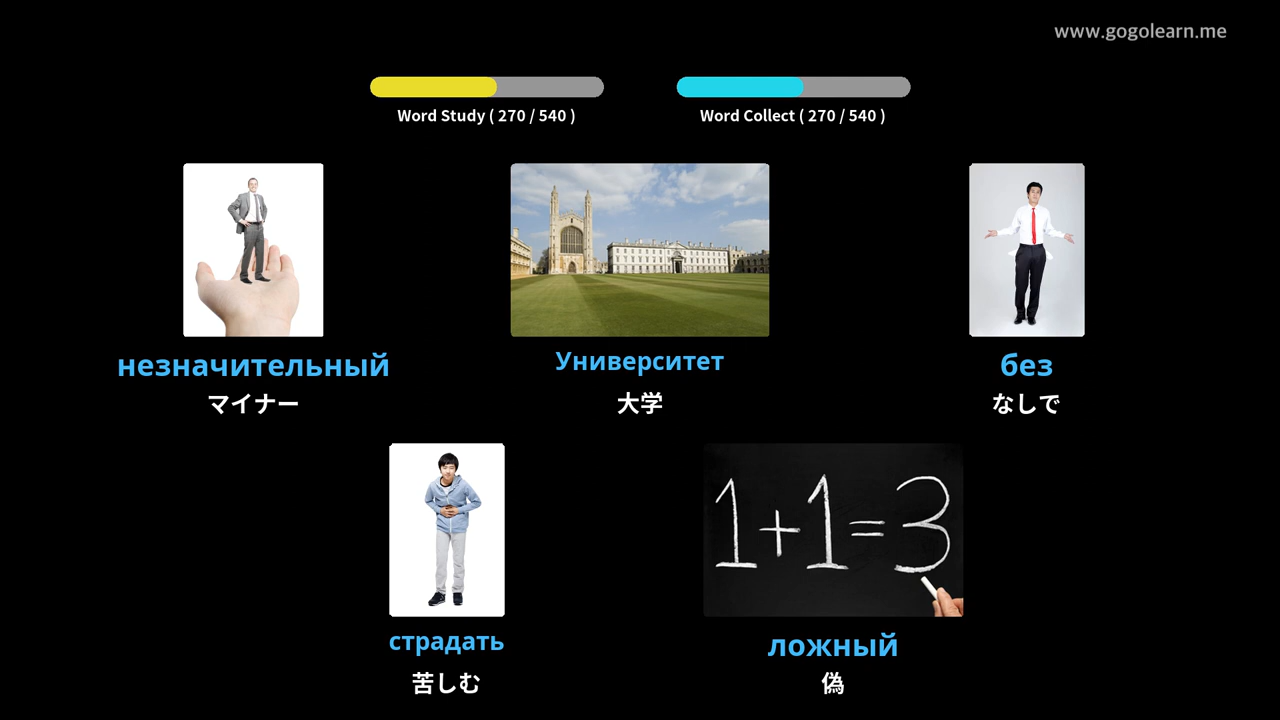 www.gogolearn.me
Word Study ( 270 / 540 )
Word Collect ( 270 / 540 )
незначительный
マイナー
Университет
大学
без
なしで
1+1=3
страдать
苦しむ
ложный
偽